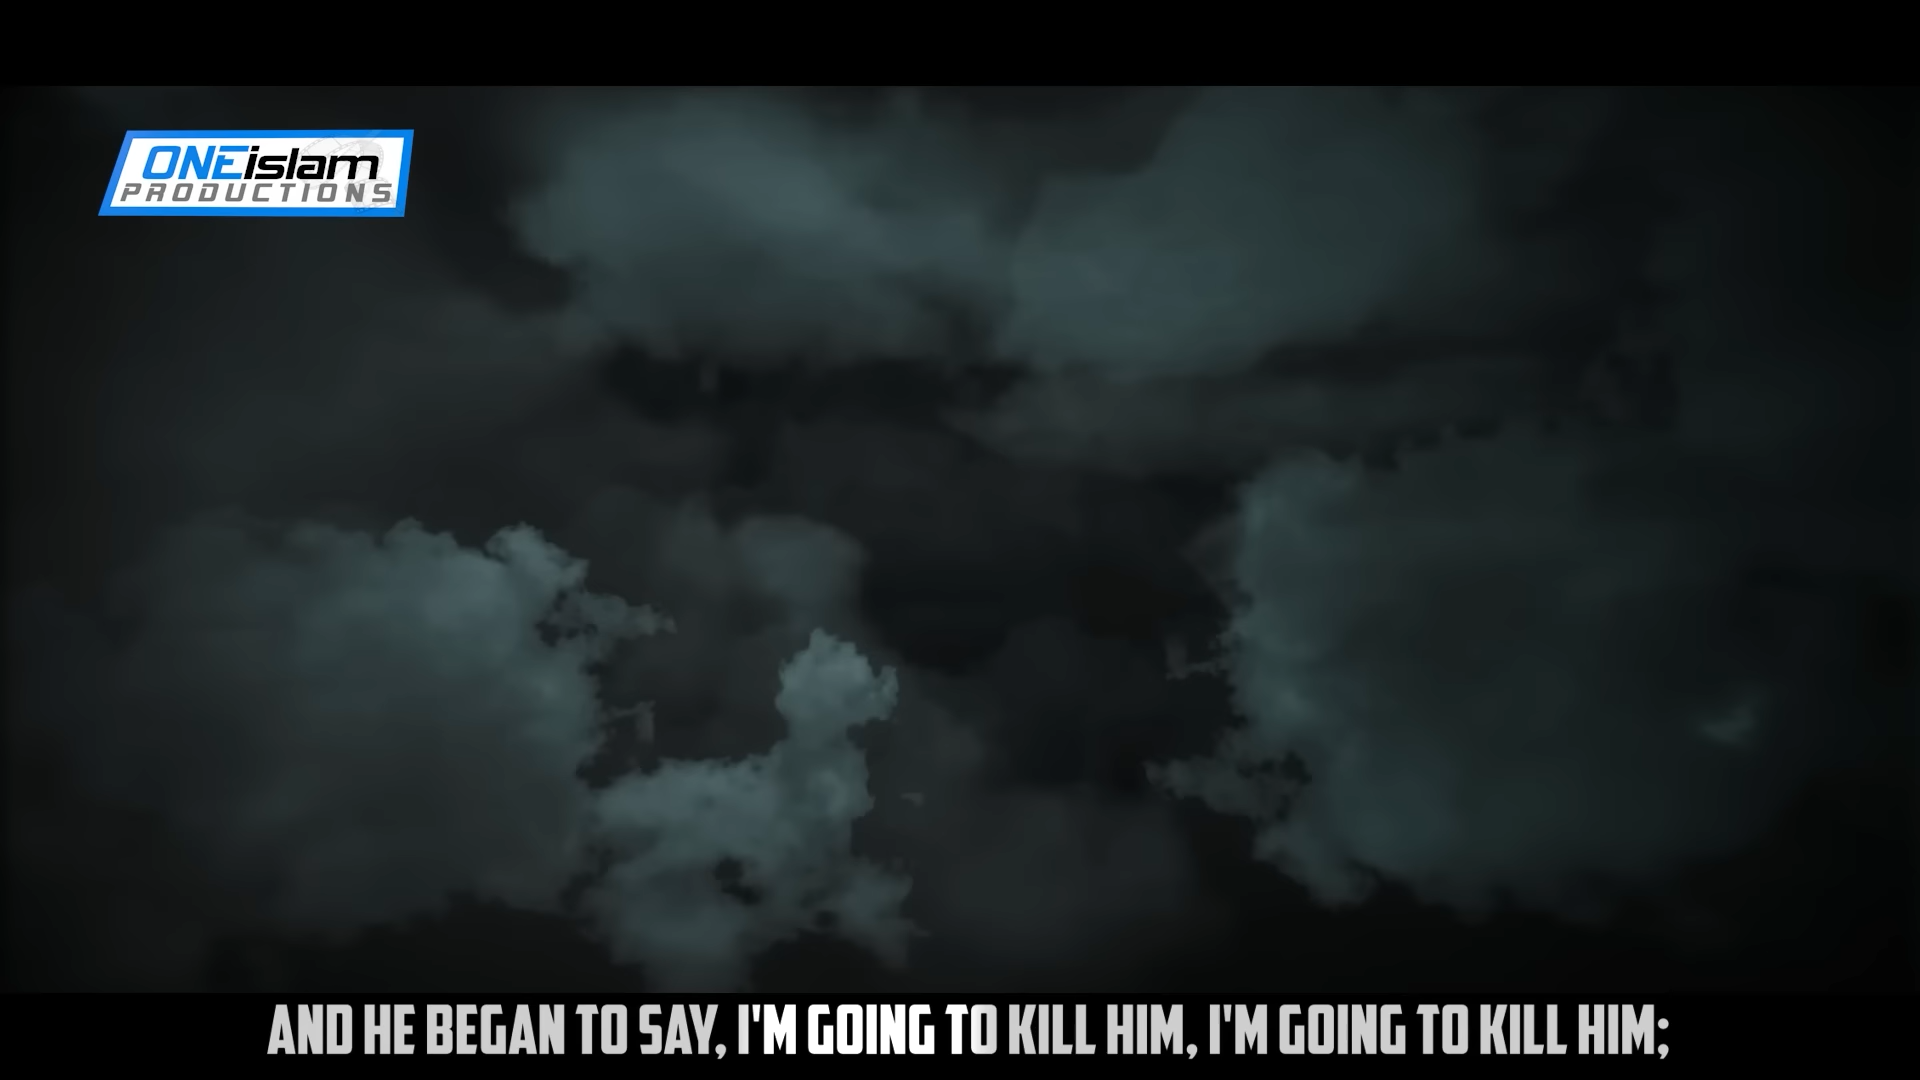 ONEislam
PRODUCTIONS
AND HE BEGAN TO SAY, I'M GOING TO KILL HIM, I'M GOING TO KILL HIM;